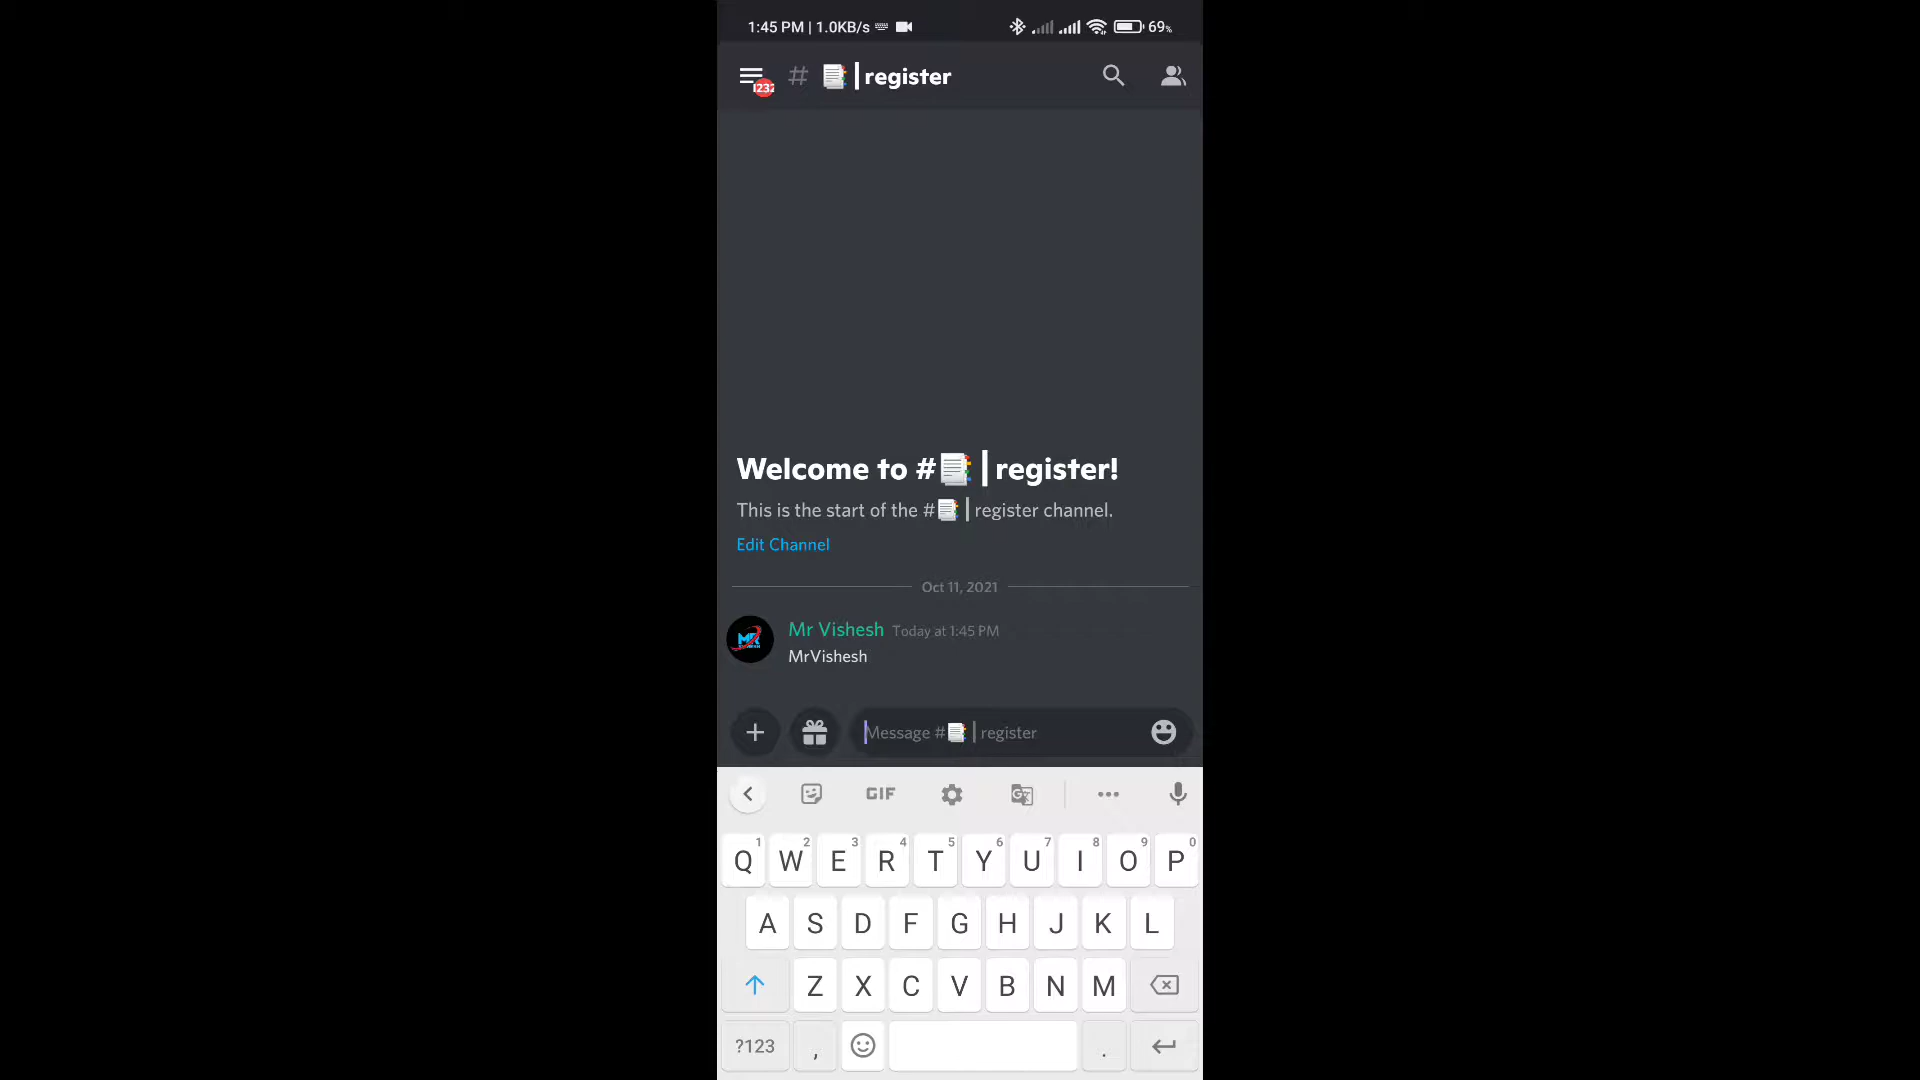 1:45 PM | 1.0KB/s 69%
# 📑 | register
Welcome to #📑 | register!
This is the start of the #📑 | register channel.
Edit Channel
Oct 11, 2021
Mr Vishesh Today at 1:45 PM
MrVishesh
Message #📑 | register
GIF
1 2 3 4 5 6 7 8 9 0
Q W E R T Y U I O P
A S D F G H J K L
Z X C V B N M
?123 , .